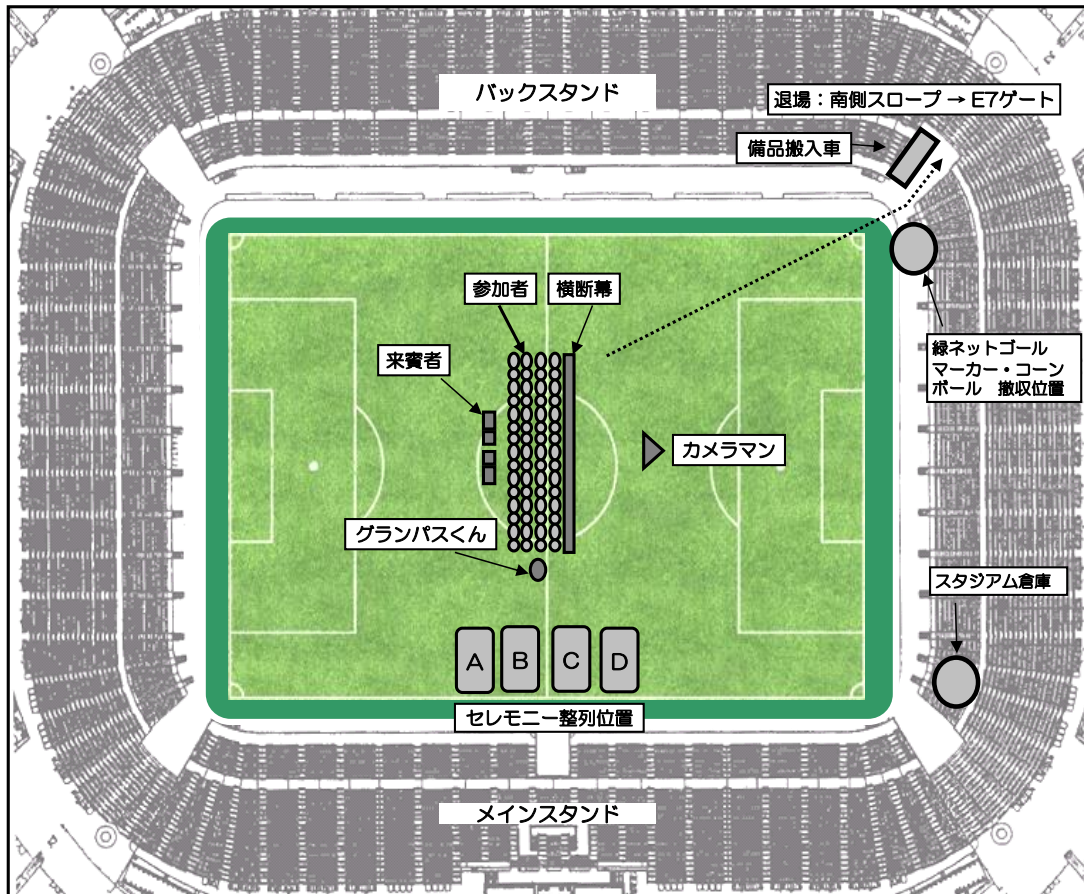 バックスタンド
退場：南側スロープ → E7ゲート
備品搬入車
参加者
横断幕
来賓者
緑ネットゴール
マーカー・コーン
ボール　撤収位置
カメラマン
グランパスくん
スタジアム倉庫
A
B
C
D
セレモニー整列位置
メインスタンド